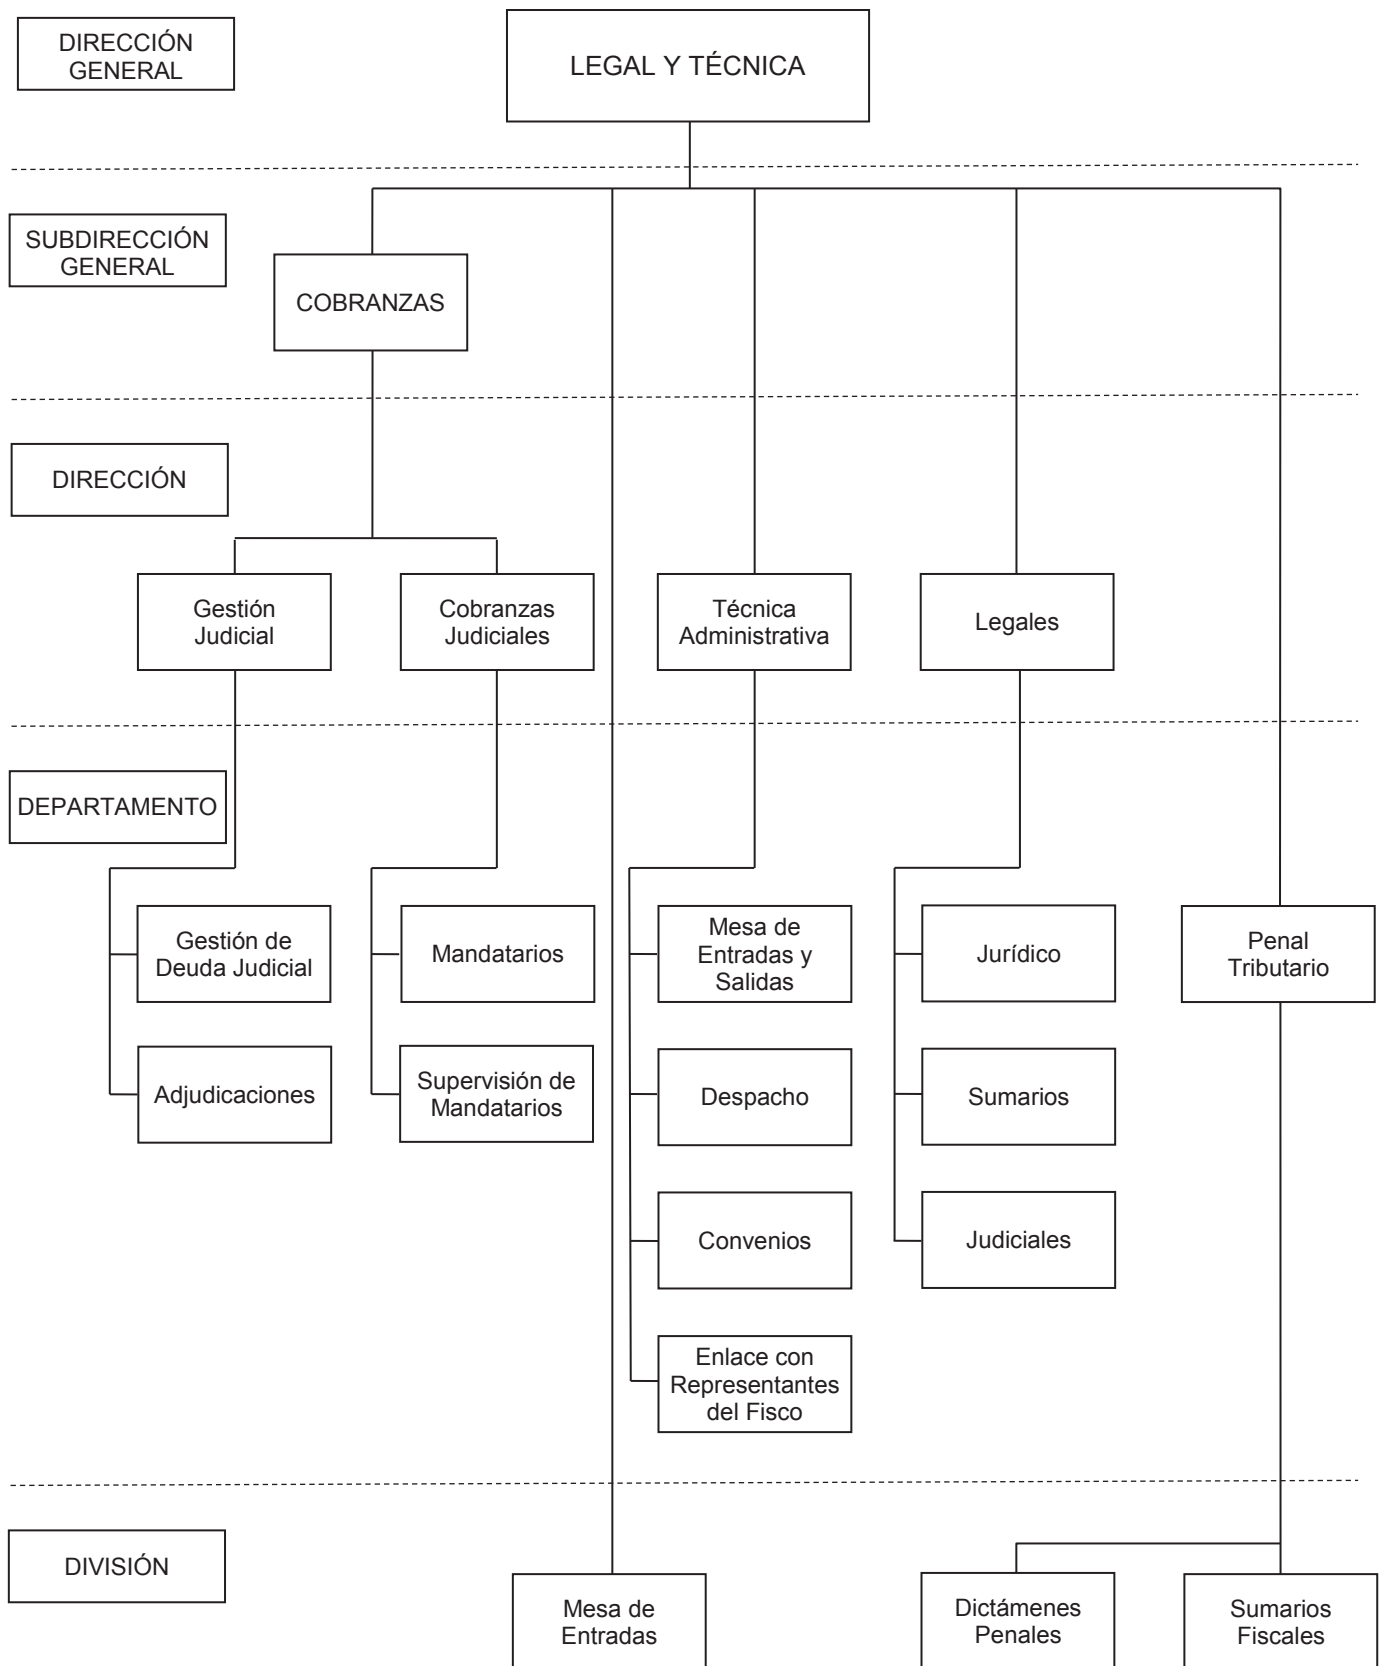 DIRECCIÓN
GENERAL
LEGAL Y TÉCNICA
SUBDIRECCIÓN
GENERAL
COBRANZAS
DIRECCIÓN
Gestión
Judicial
Cobranzas
Judiciales
Técnica
Administrativa
Legales
DEPARTAMENTO
Gestión de
Deuda Judicial
Mandatarios
Mesa de
Entradas y
Salidas
Jurídico
Penal
Tributario
Adjudicaciones
Supervisión de
Mandatarios
Despacho
Sumarios
Convenios
Judiciales
Enlace con
Representantes
del Fisco
DIVISIÓN
Mesa de
Entradas
Dictámenes
Penales
Sumarios
Fiscales